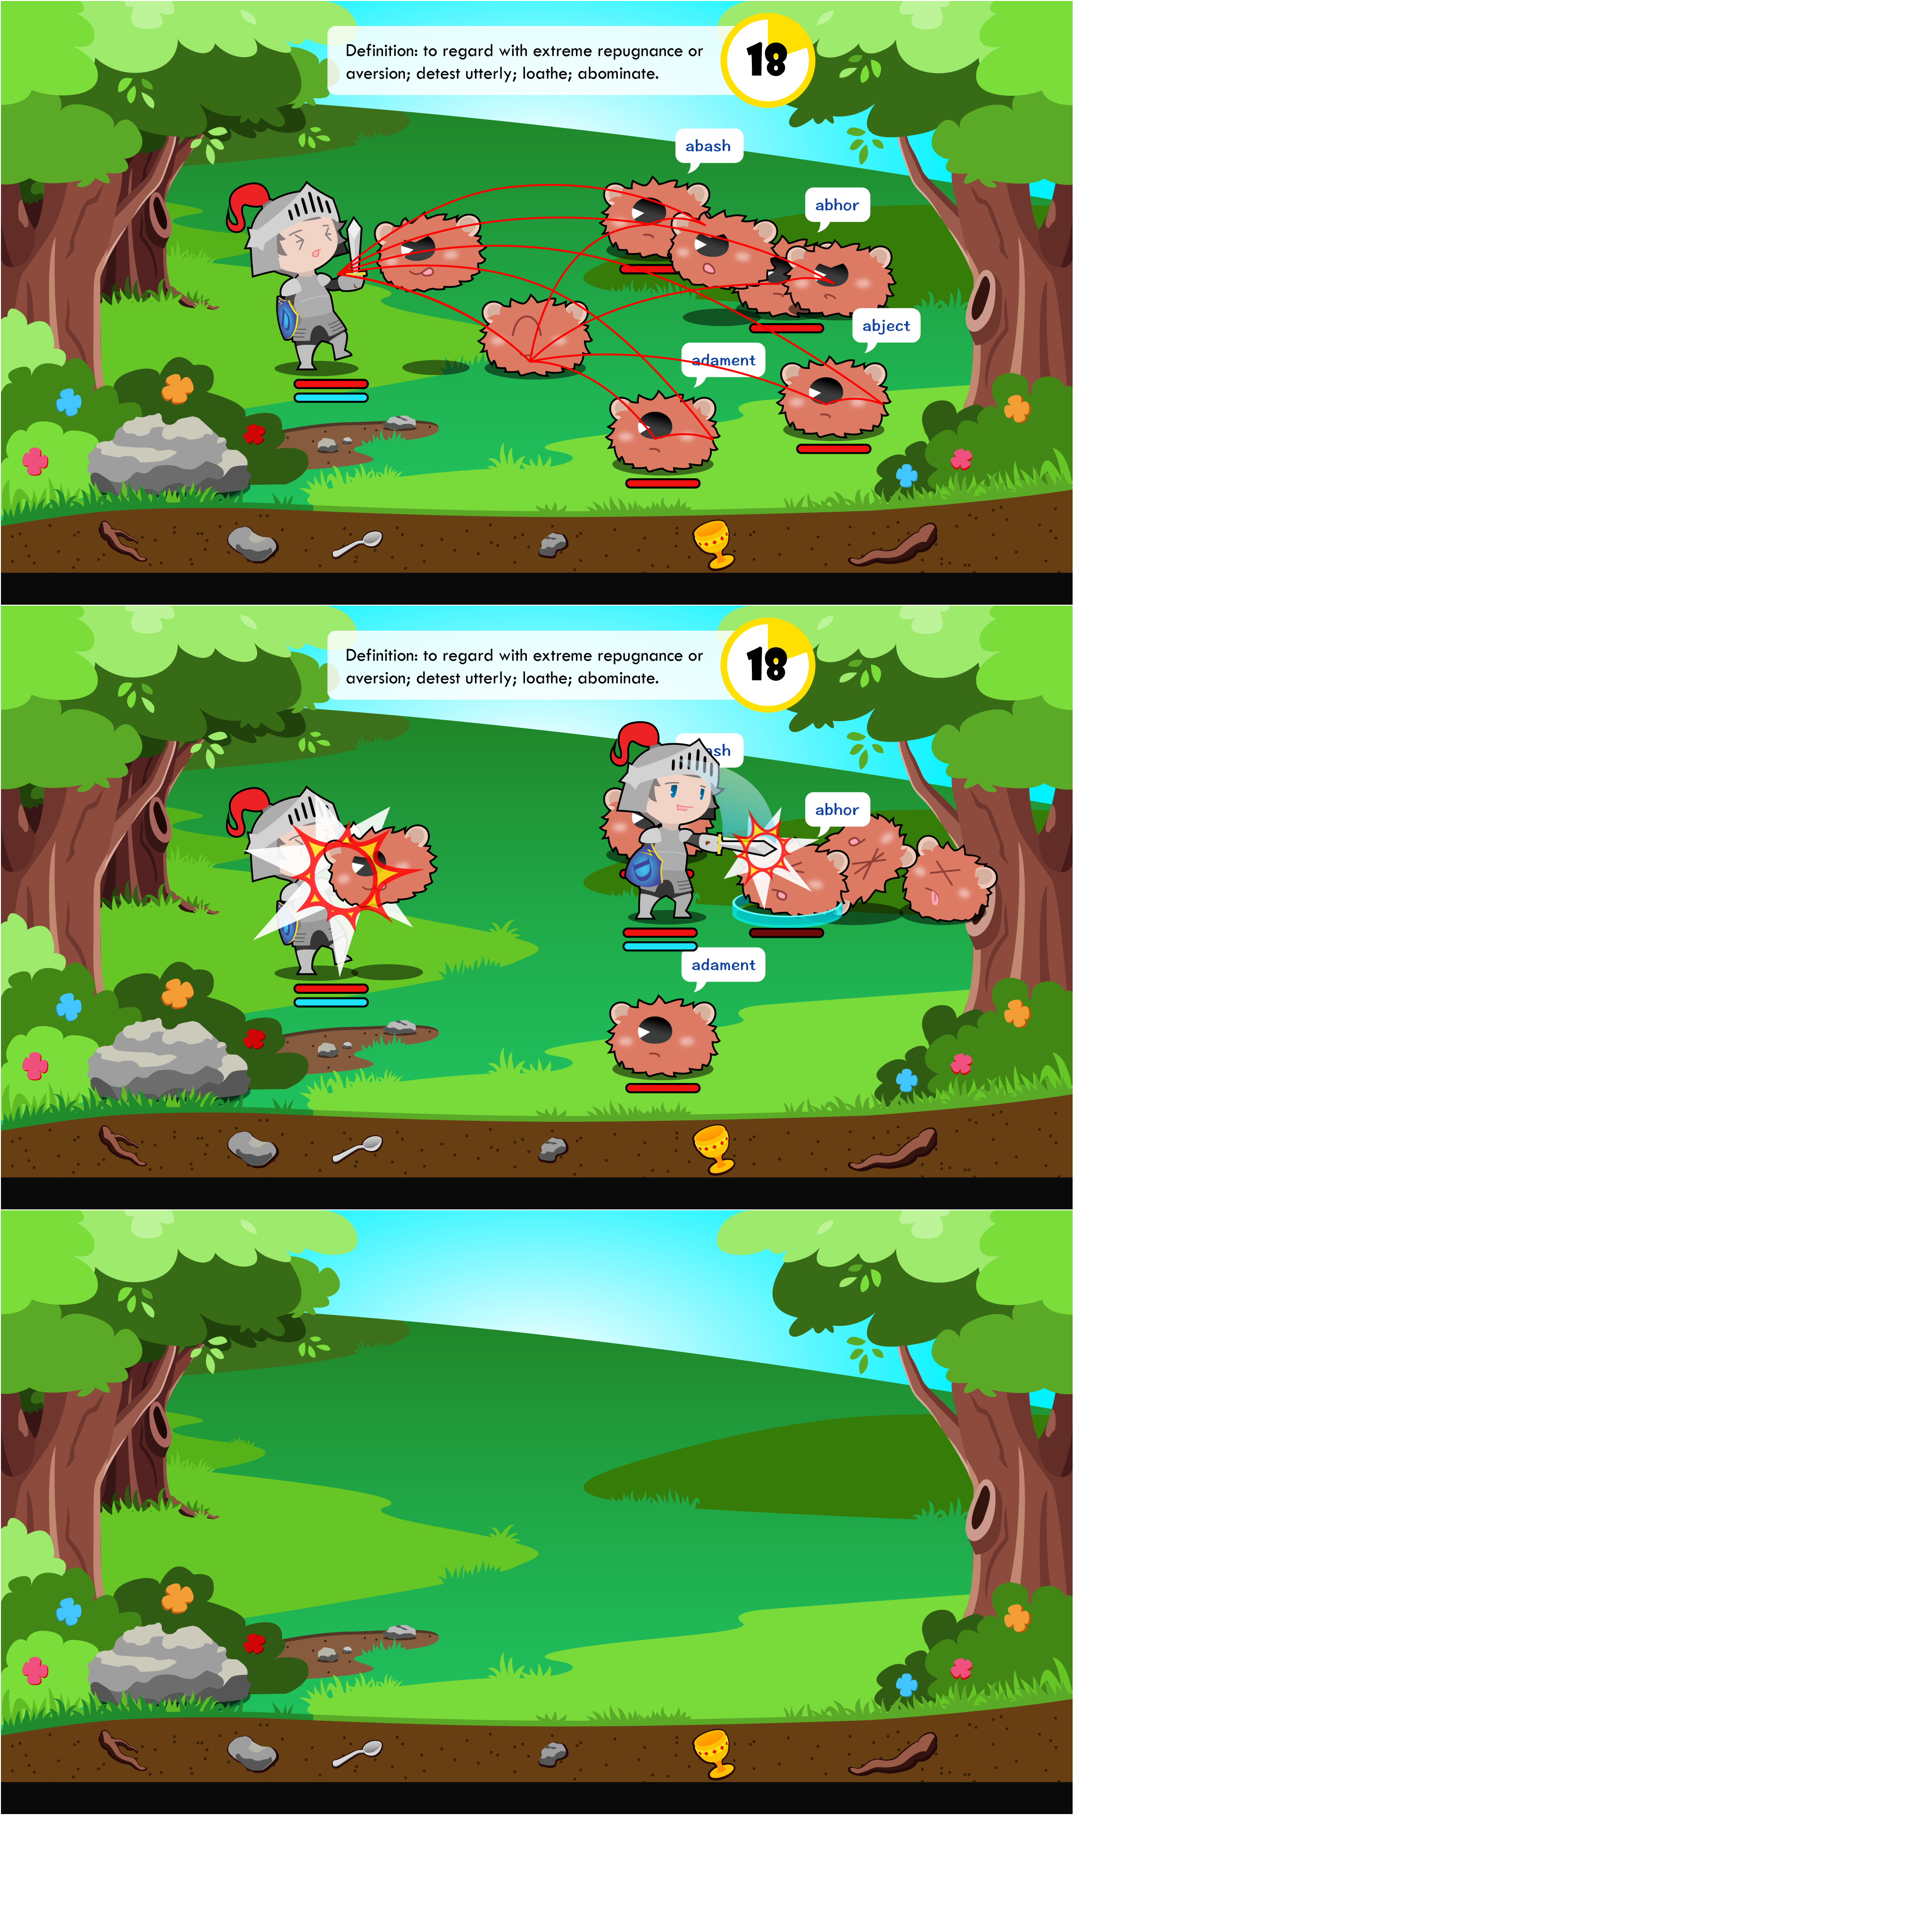 Definition: to regard with extreme repugnance or
aversion; detest utterly; loathe; abominate.
18
abash
abhor
abject
adament
Definition: to regard with extreme repugnance or
aversion; detest utterly; loathe; abominate.
18
ash
abhor
adament